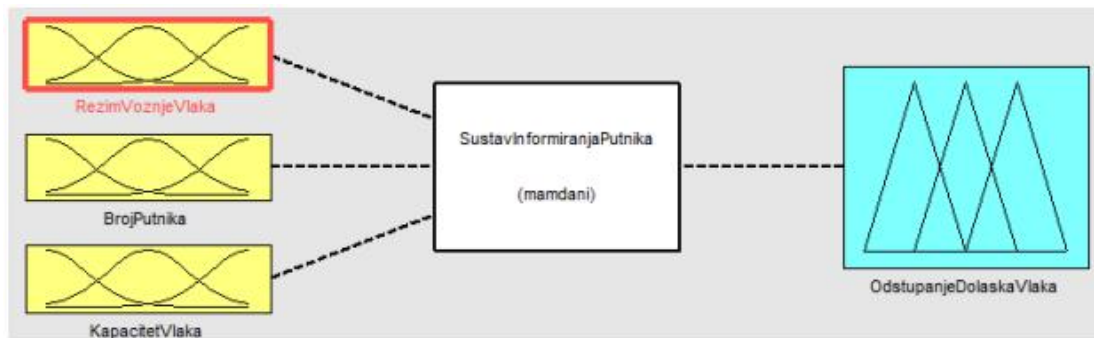 RezimVoznjeVlaka
BrojPutnika
KapacitetVlaka
SustavInformiranjaPutnika
(mamdani)
OdstupanjeDolaskaVlaka